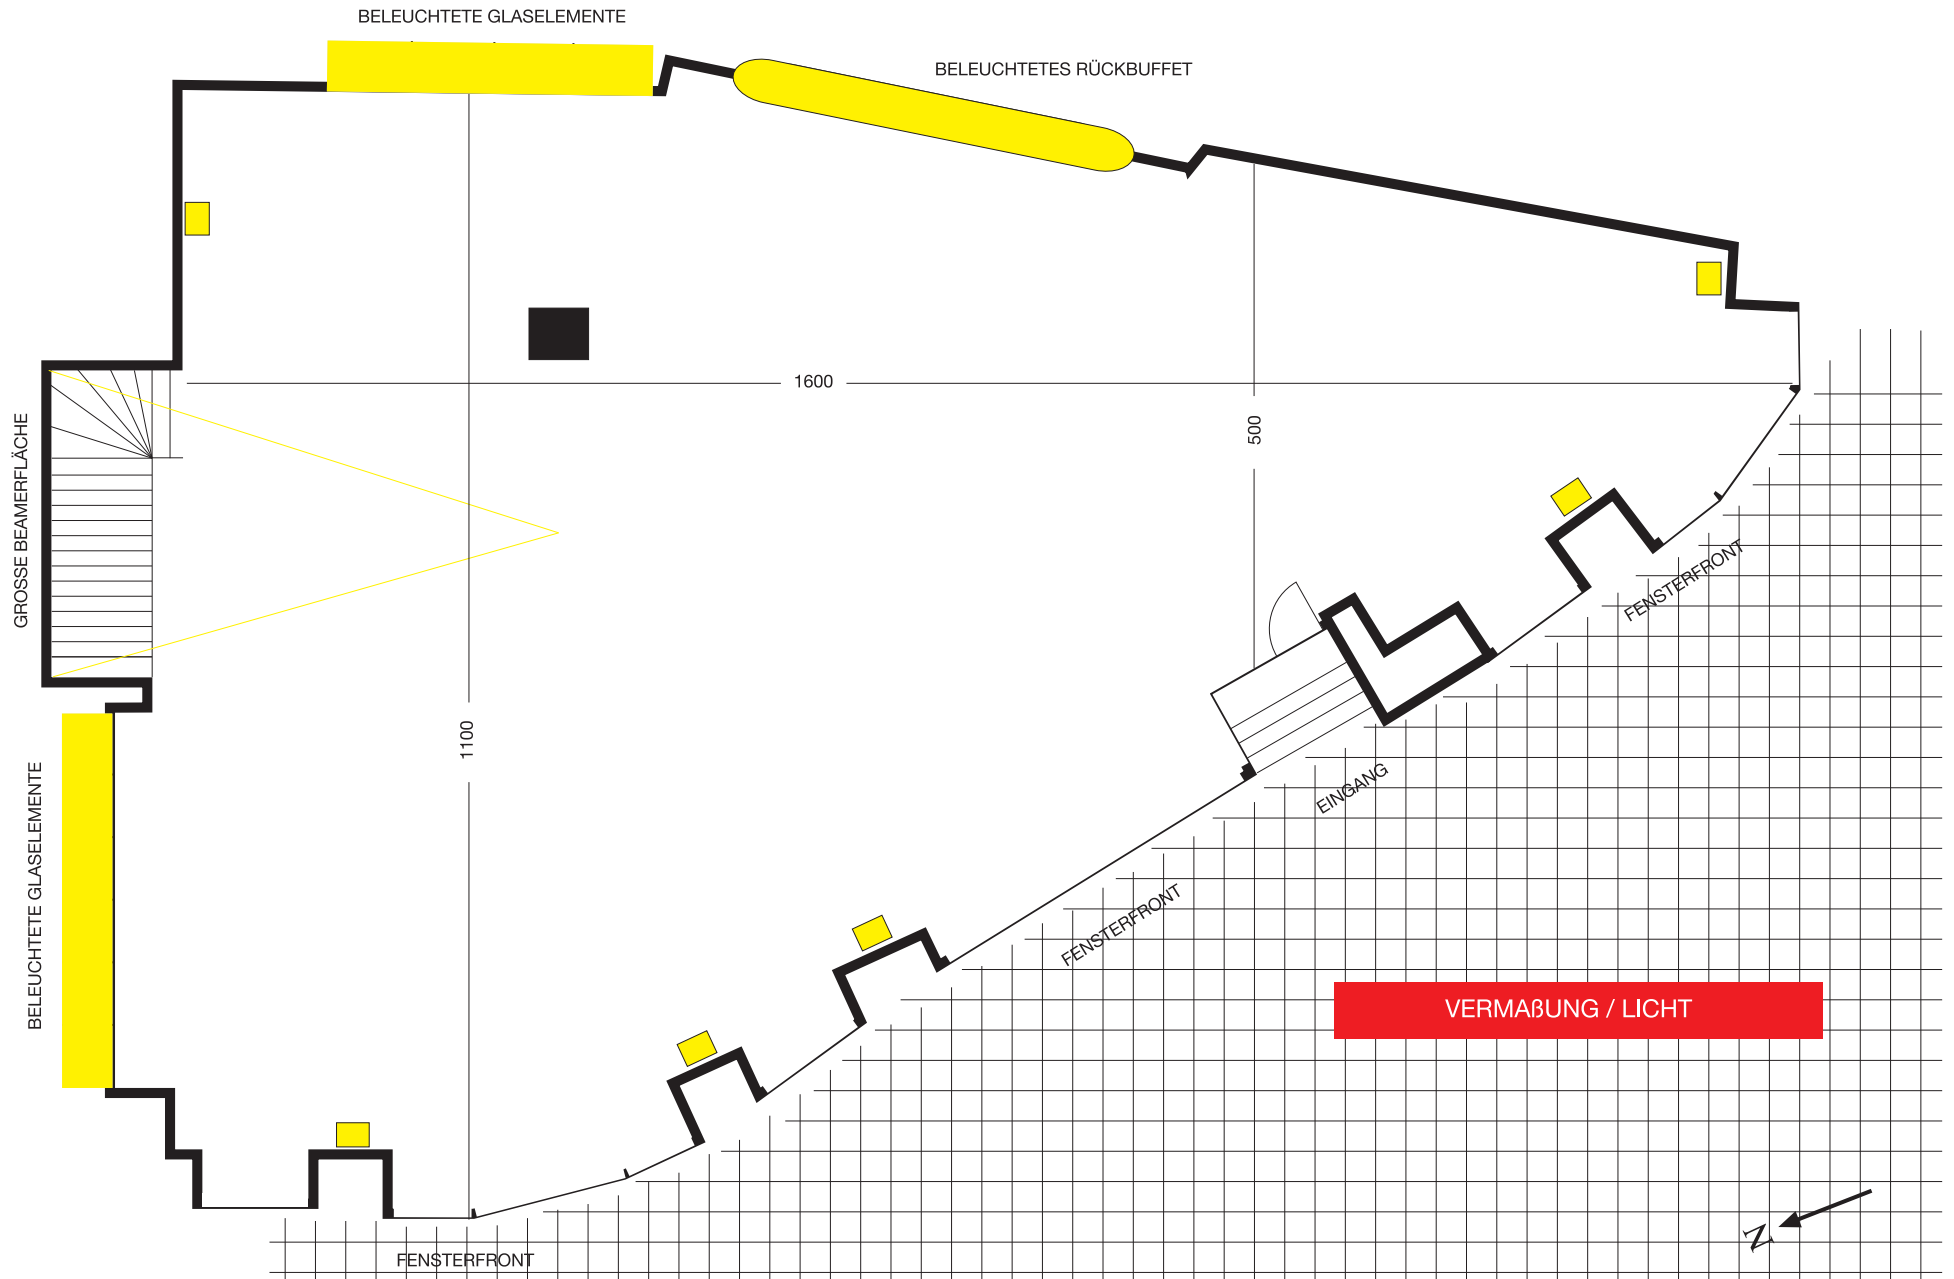 BELEUCHTETE GLASELEMENTE
BELEUCHTETES RÜCKBUFFET
1600
500
GROSSE BEAMERFLÄCHE
FENSTERFRONT
1100
EINGANG
BELEUCHTETE GLASELEMENTE
FENSTERFRONT
VERMAßUNG / LICHT
N
FENSTERFRONT